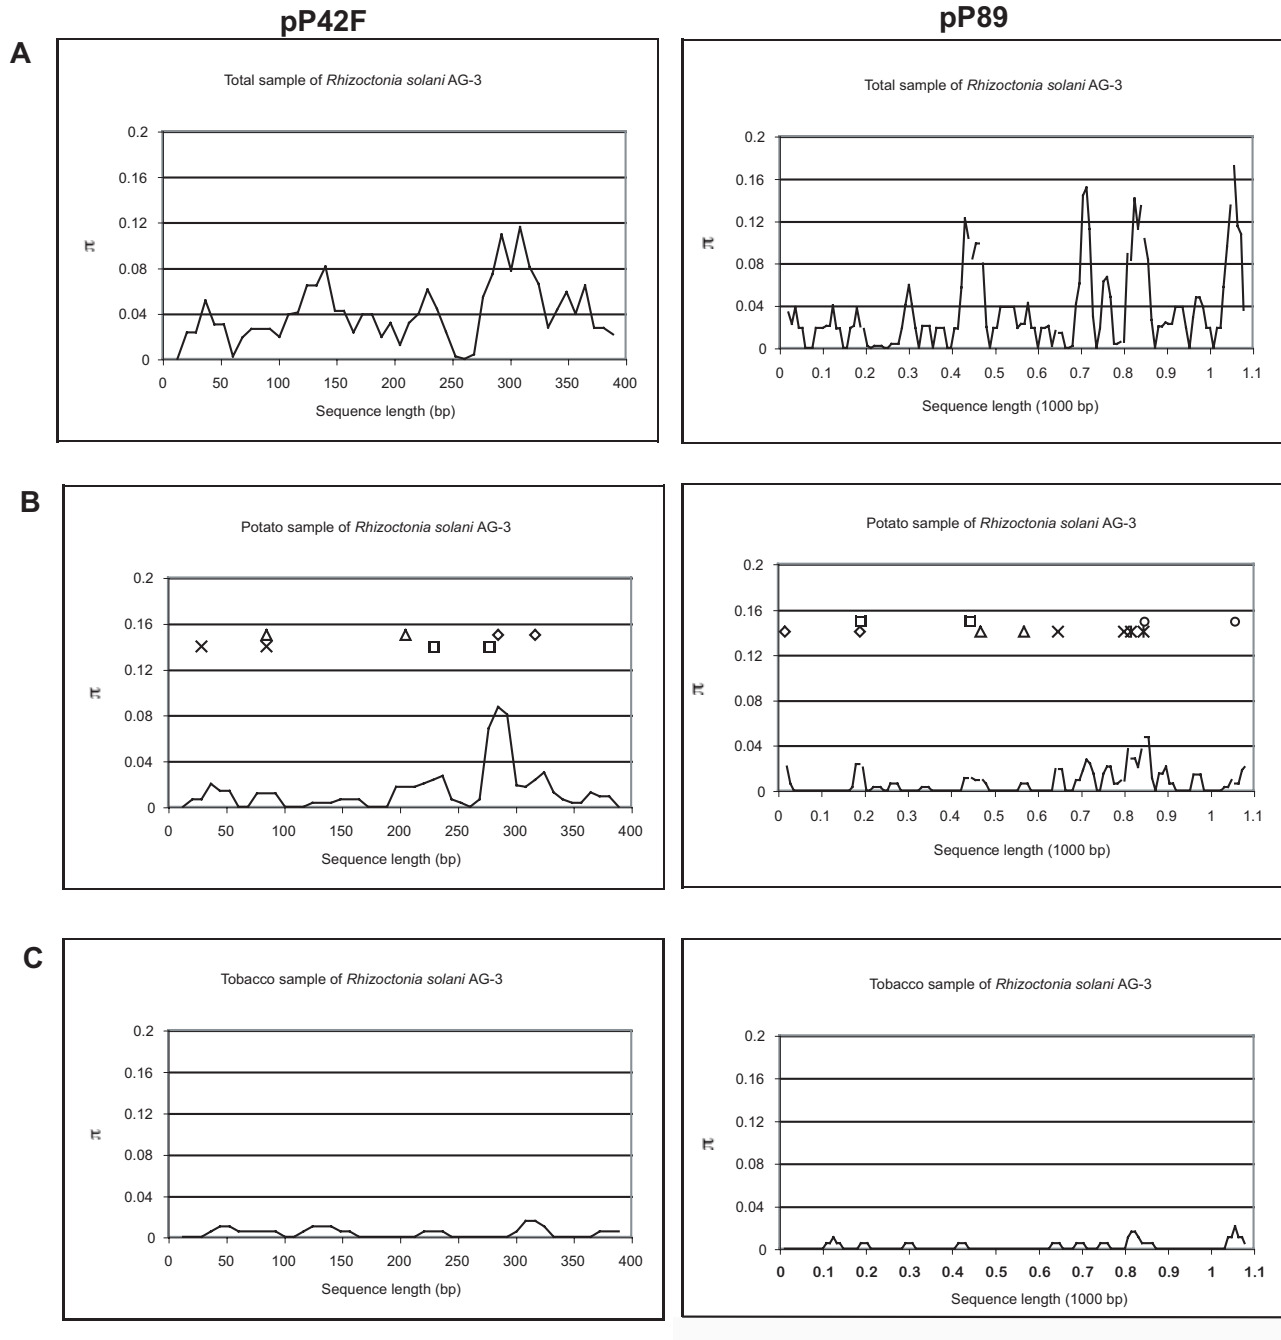 pP42F
pP89
A
Total sample of Rhizoctonia solani AG-3
0.2
0.16
0.12
0.08
0.04
0
π
0 50 100 150 200 250 300 350 400
Sequence length (bp)
Total sample of Rhizoctonia solani AG-3
0.2
0.16
0.12
0.08
0.04
0
π
0 0.1 0.2 0.3 0.4 0.5 0.6 0.7 0.8 0.9 1 1.1
Sequence length (1000 bp)
B
Potato sample of Rhizoctonia solani AG-3
0.2
0.16
0.12
0.08
0.04
0
π
0 50 100 150 200 250 300 350 400
Sequence length (bp)
Potato sample of Rhizoctonia solani AG-3
0.2
0.16
0.12
0.08
0.04
0
π
0 0.1 0.2 0.3 0.4 0.5 0.6 0.7 0.8 0.9 1 1.1
Sequence length (1000 bp)
C
Tobacco sample of Rhizoctonia solani AG-3
0.2
0.16
0.12
0.08
0.04
0
π
0 50 100 150 200 250 300 350 400
Sequence length (bp)
Tobacco sample of Rhizoctonia solani AG-3
0.2
0.16
0.12
0.08
0.04
0
π
0 0.1 0.2 0.3 0.4 0.5 0.6 0.7 0.8 0.9 1 1.1
Sequence length (1000 bp)